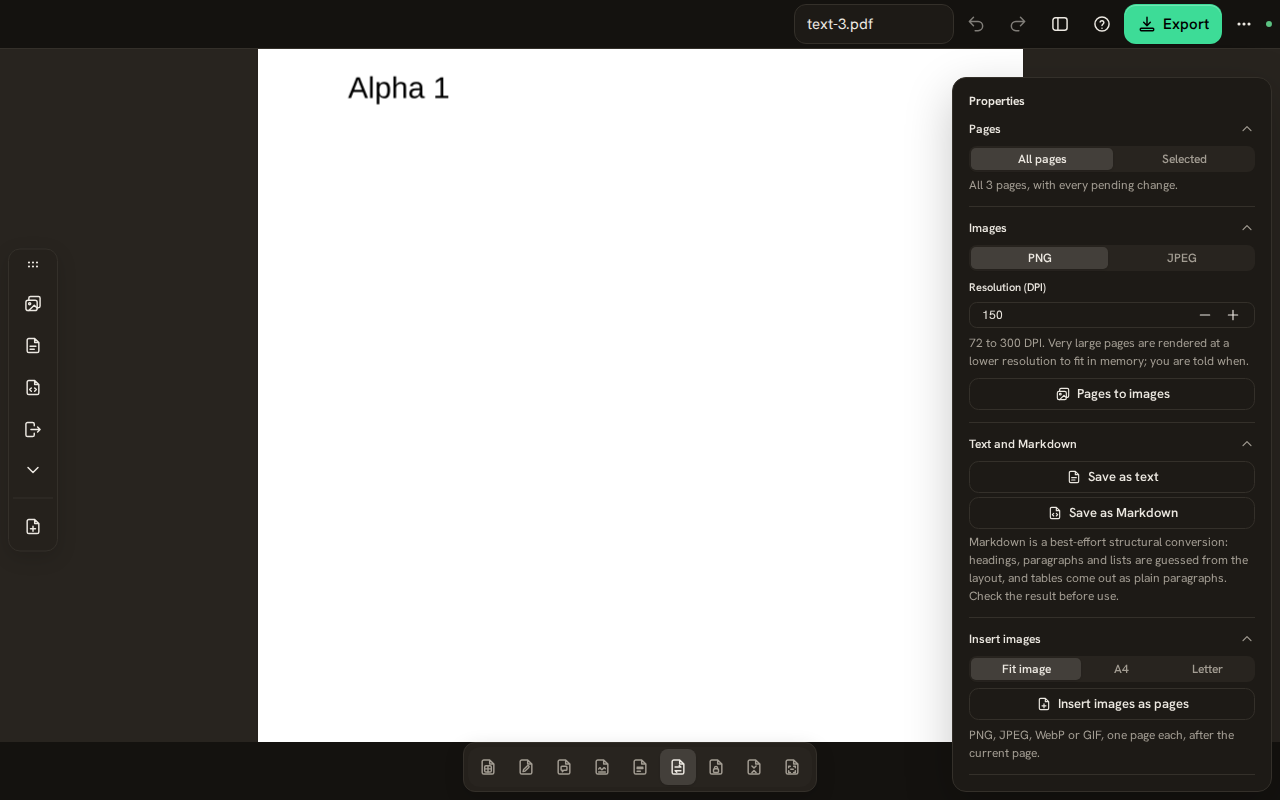 text-3.pdf
Export
Alpha 1
Properties
Pages
All pages
Selected
All 3 pages, with every pending change.
Images
PNG
JPEG
Resolution (DPI)
150
72 to 300 DPI. Very large pages are rendered at a
lower resolution to fit in memory; you are told when.
Pages to images
Text and Markdown
Save as text
Save as Markdown
Markdown is a best-effort structural conversion:
headings, paragraphs and lists are guessed from the
layout, and tables come out as plain paragraphs.
Check the result before use.
Insert images
Fit image
A4
Letter
Insert images as pages
PNG, JPEG, WebP or GIF, one page each, after the
current page.